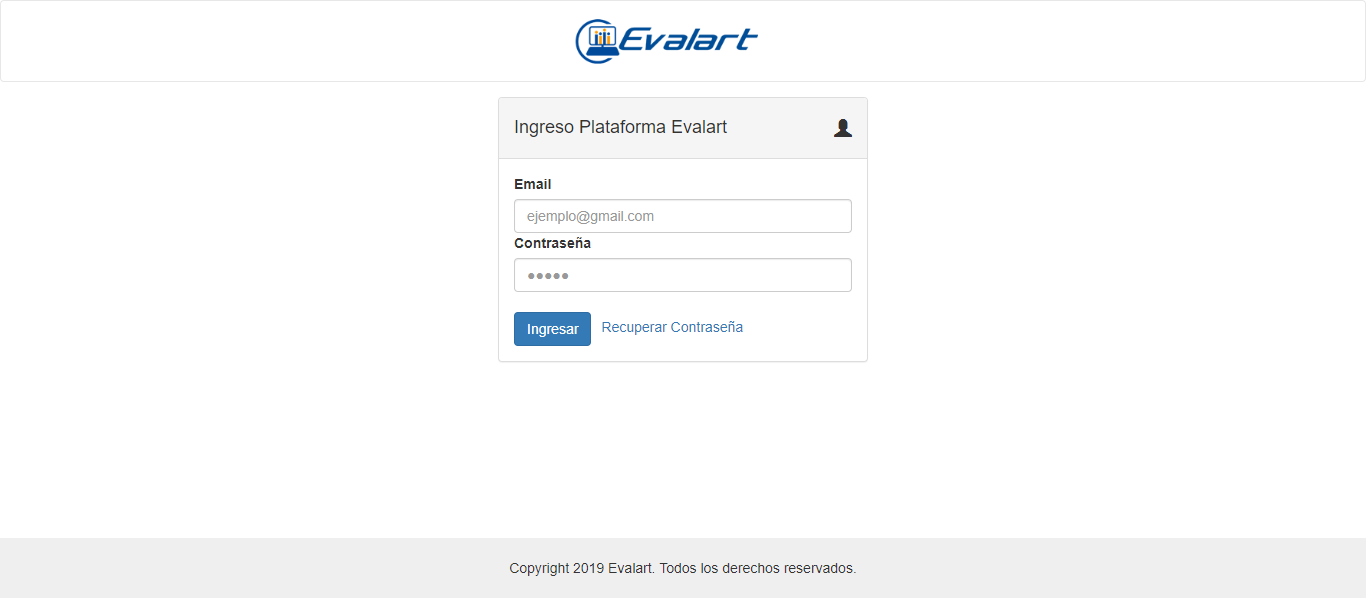 Evalart
Ingreso Plataforma Evalart
Email
ejemplo@gmail.com
Contraseña
●●●●●
Ingresar Recuperar Contraseña
Copyright 2019 Evalart. Todos los derechos reservados.